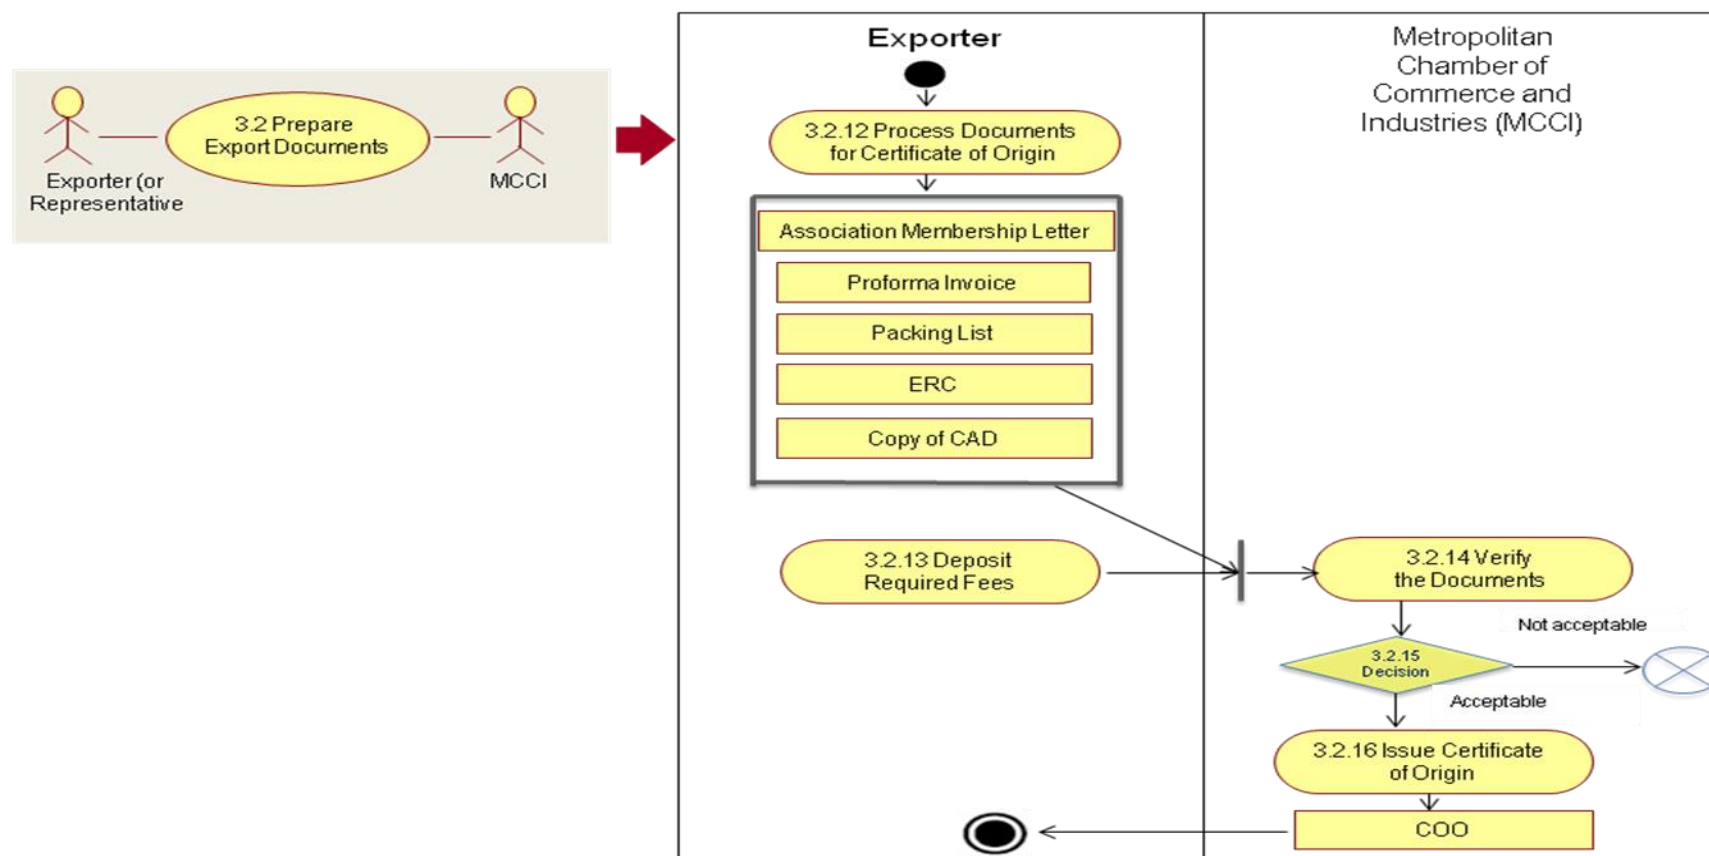 3.2 Prepare
Export Documents
Exporter (or
Representative
MCCI
Exporter
3.2.12 Process Documents
for Certificate of Origin
Association Membership Letter
Proforma Invoice
Packing List
ERC
Copy of CAD
3.2.13 Deposit
Required Fees
Metropolitan
Chamber of
Commerce and
Industries (MCCI)
3.2.14 Verify
the Documents
Not acceptable
3.2.15
Decision
Acceptable
3.2.16 Issue Certificate
of Origin
COO